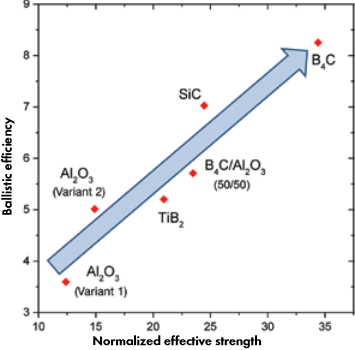 9
8
7
6
5
4
3
Ballistic efficiency
B₄C
SiC
B₄C/Al₂O₃
(50/50)
Al₂O₃
(Variant 2)
TiB₂
Al₂O₃
(Variant 1)
10 15 20 25 30 35
Normalized effective strength